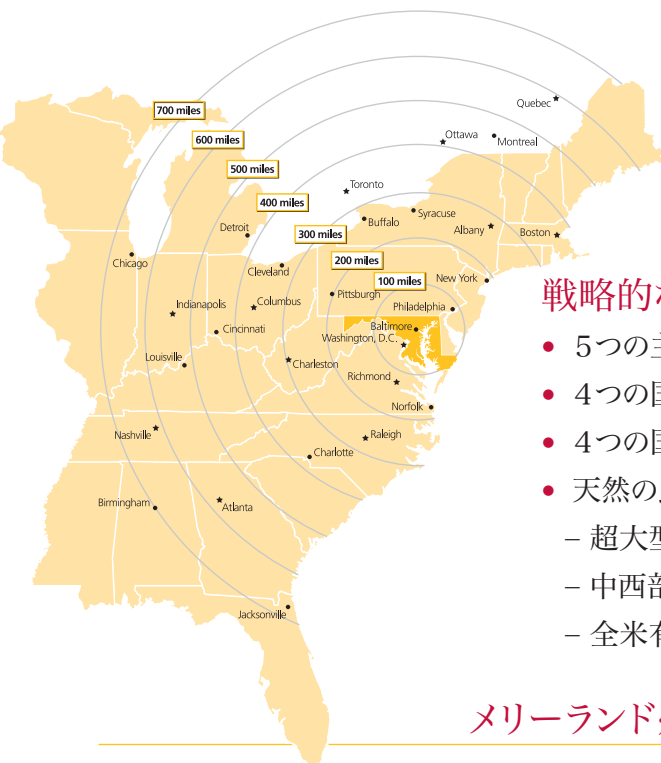 Quebec
700 miles
Ottawa
Montreal
600 miles
500 miles
Toronto
400 miles
Syracuse
Buffalo
Detroit
300 miles
Albany
Boston
Chicago
200 miles
Cleveland
New York
100 miles
Pittsburgh
Indianapolis
Columbus
Philadelphia
Cincinnati
Baltimore
Washington, D.C.
Louisville
Charleston
Richmond
Norfolk
Nashville
Raleigh
Charlotte
Birmingham
Atlanta
Jacksonville
戦略的
• 5つの
• 4つの
• 4つの
• 天然の
– 超大型
– 中西部
– 全米
メリーランド